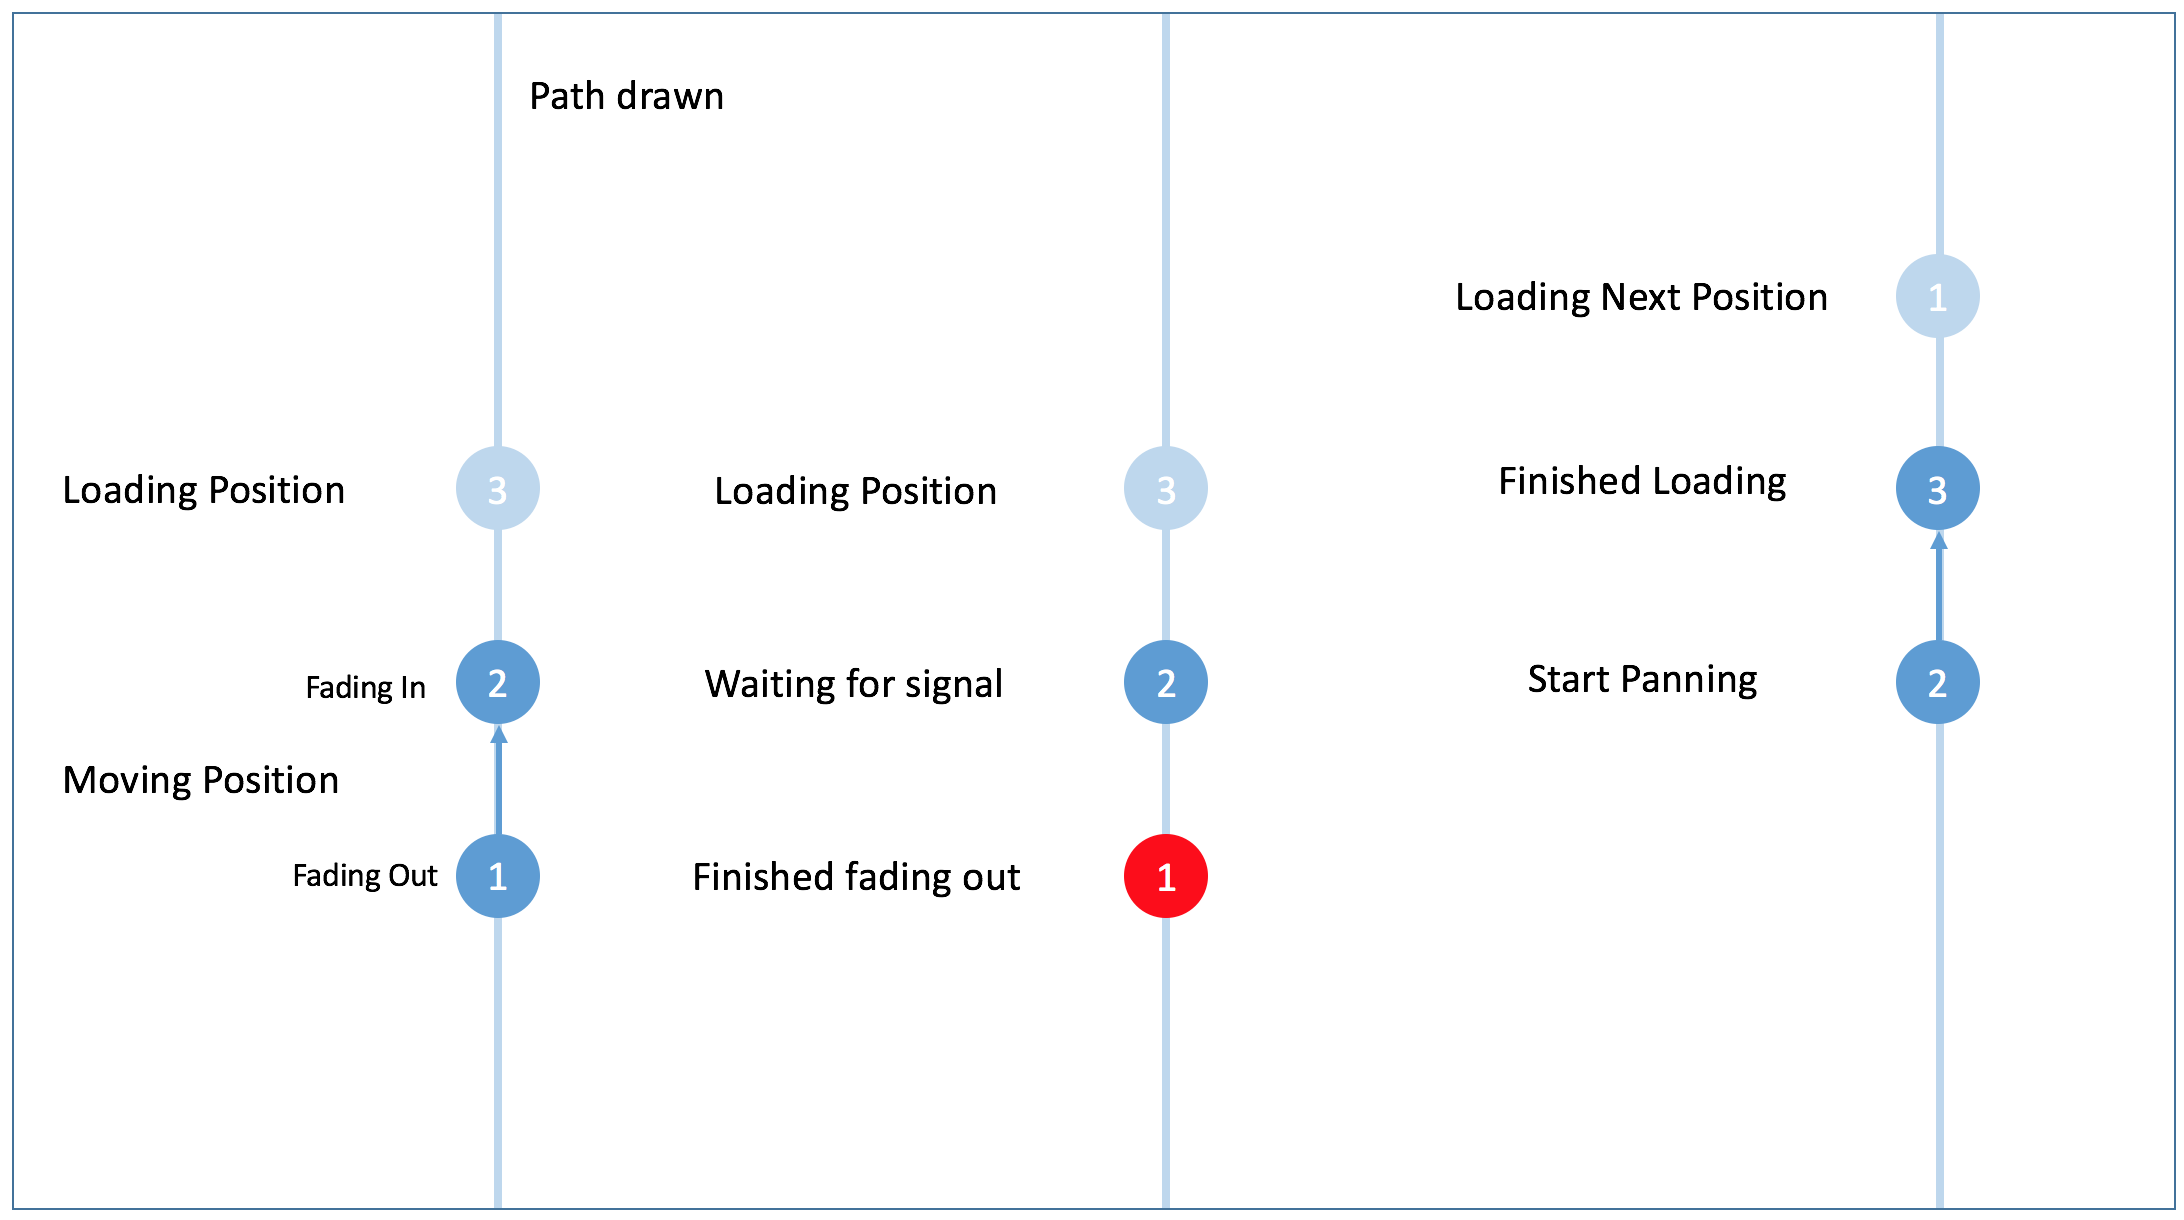 Path drawn
Loading Position
3
Fading In
2
Moving Position
Fading Out
1
Loading Position
3
Waiting for signal
2
Finished fading out
1
Loading Next Position
1
Finished Loading
3
Start Panning
2